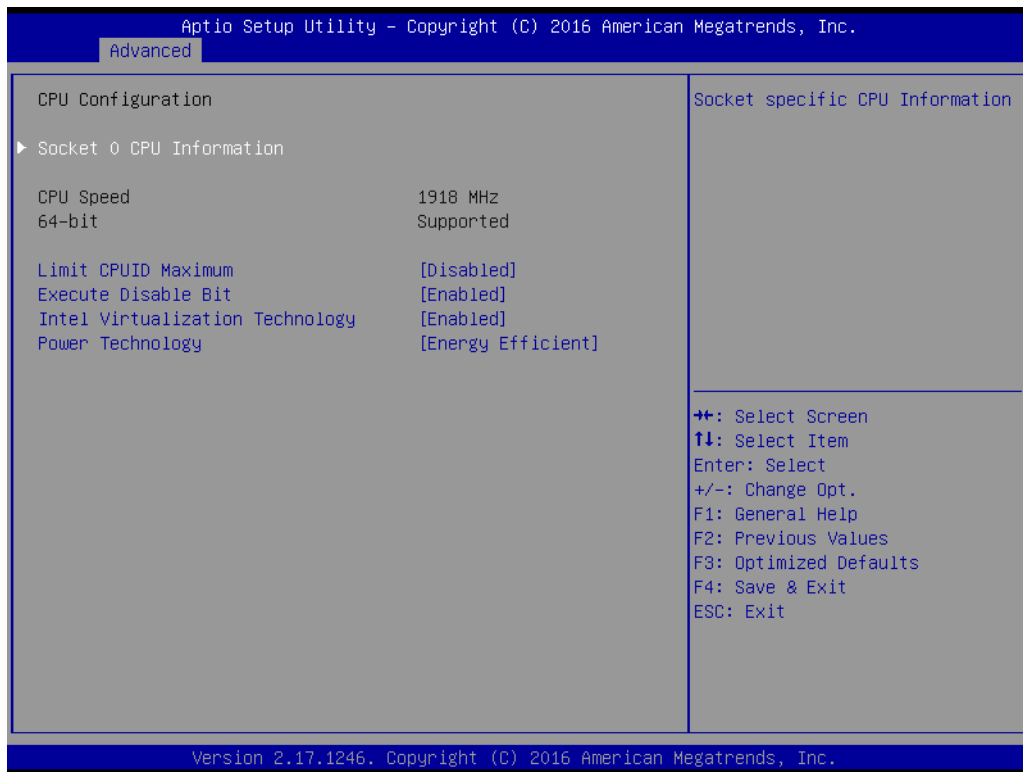 Aptio Setup Utility – Copyright (C) 2016 American Megatrends, Inc.
Advanced
CPU Configuration
Socket 0 CPU Information
CPU Speed 1918 MHz
64-bit Supported
Limit CPUID Maximum [Disabled]
Execute Disable Bit [Enabled]
Intel Virtualization Technology [Enabled]
Power Technology [Energy Efficient]
Socket specific CPU Information
→←: Select Screen
↑↓: Select Item
Enter: Select
+/-: Change Opt.
F1: General Help
F2: Previous Values
F3: Optimized Defaults
F4: Save & Exit
ESC: Exit
Version 2.17.1246. Copyright (C) 2016 American Megatrends, Inc.